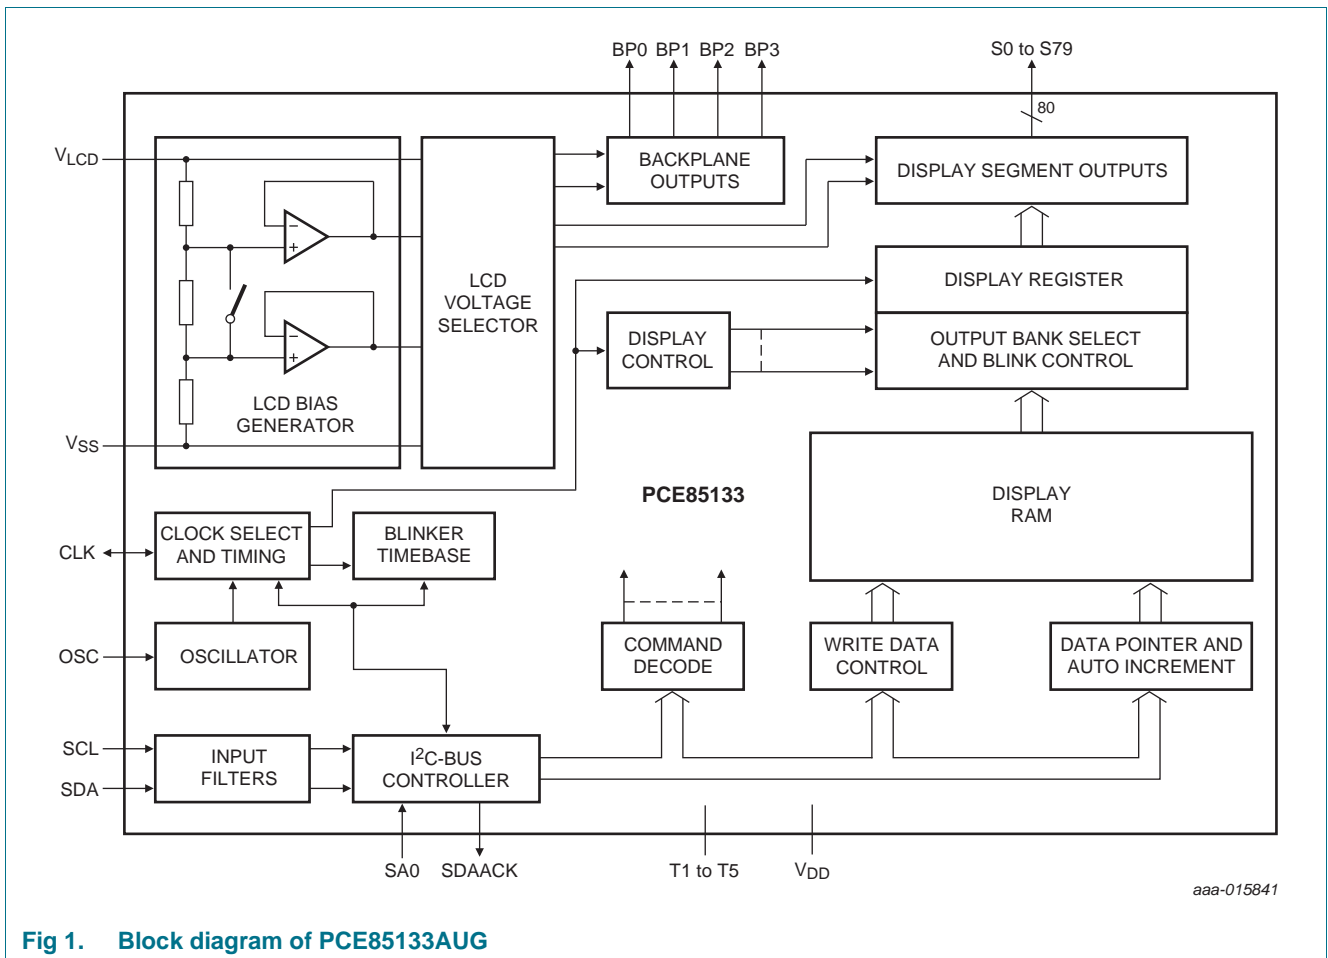 BP0 BP1 BP2 BP3
S0 to S79
80
VLCD
BACKPLANE
OUTPUTS
DISPLAY SEGMENT OUTPUTS
−
+
−
+
LCD
VOLTAGE
SELECTOR
DISPLAY REGISTER
DISPLAY
CONTROL
OUTPUT BANK SELECT
AND BLINK CONTROL
LCD BIAS
GENERATOR
VSS
PCE85133
DISPLAY
RAM
CLK
CLOCK SELECT
AND TIMING
BLINKER
TIMEBASE
OSC
OSCILLATOR
COMMAND
DECODE
WRITE DATA
CONTROL
DATA POINTER AND
AUTO INCREMENT
SCL
SDA
INPUT
FILTERS
I2C-BUS
CONTROLLER
SA0
SDAACK
T1 to T5
VDD
aaa-015841
Fig 1. Block diagram of PCE85133AUG